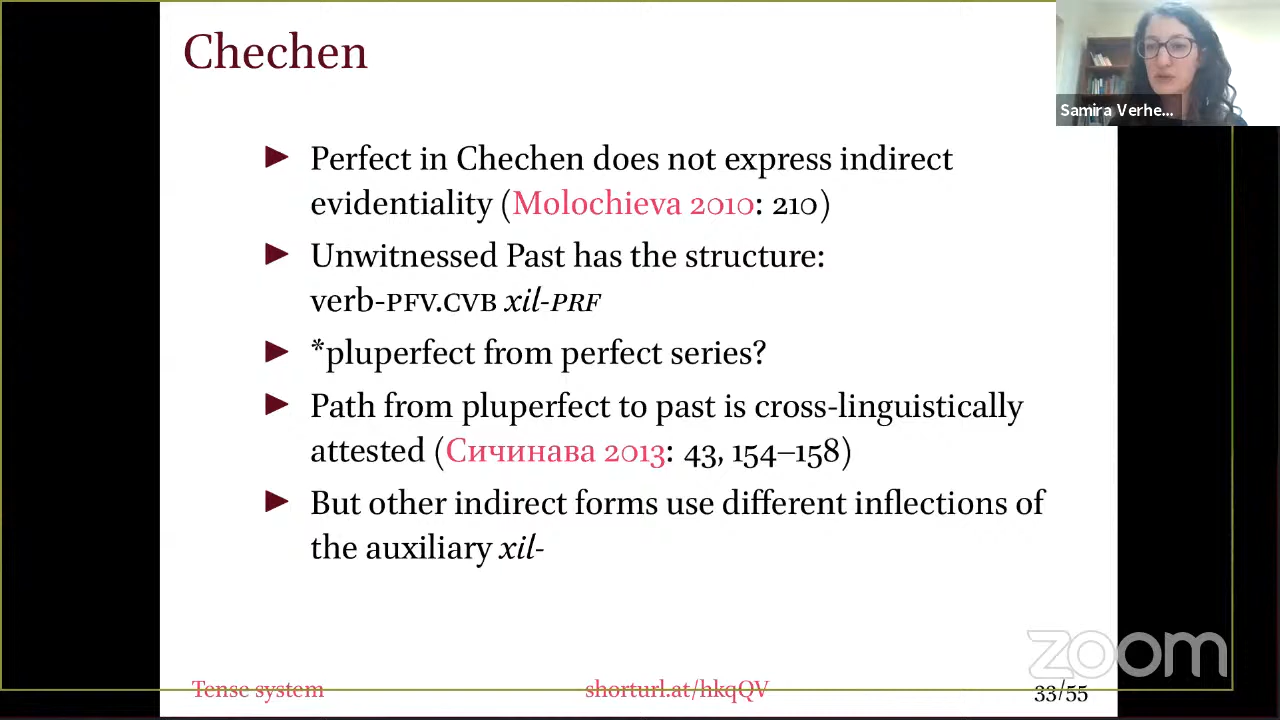 Chechen
Samira Verhe...
▶ Perfect in Chechen does not express indirect
evidentiality (Molochieva 2010: 210)
▶ Unwitnessed Past has the structure:
verb-PFV.CVB xil-PRF
▶ *pluperfect from perfect series?
▶ Path from pluperfect to past is cross-linguistically
attested (Сичинава 2013: 43, 154–158)
▶ But other indirect forms use different inflections of
the auxiliary xil-
zoom
Tense system shorturl.at/hkqQV 33/55